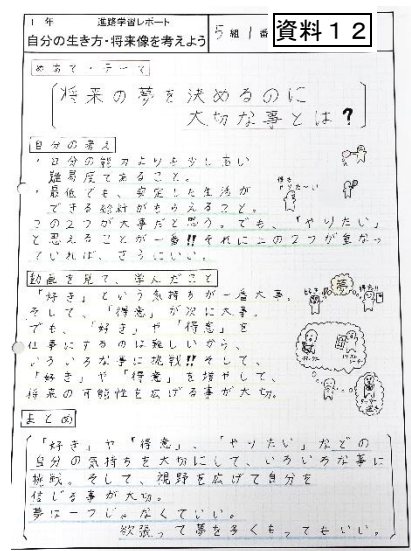 1 年 進路学習レポート
自分の生き方・将来像を考えよう
5組 1番
資料12
めあて・テーマ
将来の夢を決めるのに
大切な事とは?
自分の考え
・自分の能力よりも少し高い
難易度であること。
・最低でも、安定した生活が
できる給料がもらえること。
この2つが大事だと思う。でも、「やりたい」
と思えることが一番!!それにこの2つが重なっ
ていれば、さらにいい。
動画を見て、学んだこと
「好き」という気持ちが一番大事。
そして、「得意」が次に大事。
でも、「好き」や「得意」を
仕事にするのは難しいから、
いろいろな事に挑戦!!そして、
「好き」や「得意」を増やして、
将来の可能性を広げる事が大切。
夢
まとめ
「好き」や「得意」、「やりたい」などの
自分の気持ちを大切にして、いろいろな事に
挑戦。そして、視野を広げて自分を
信じる事が大切。
夢は一つじゃなくていい。
欲張って夢を多くもってもいい。